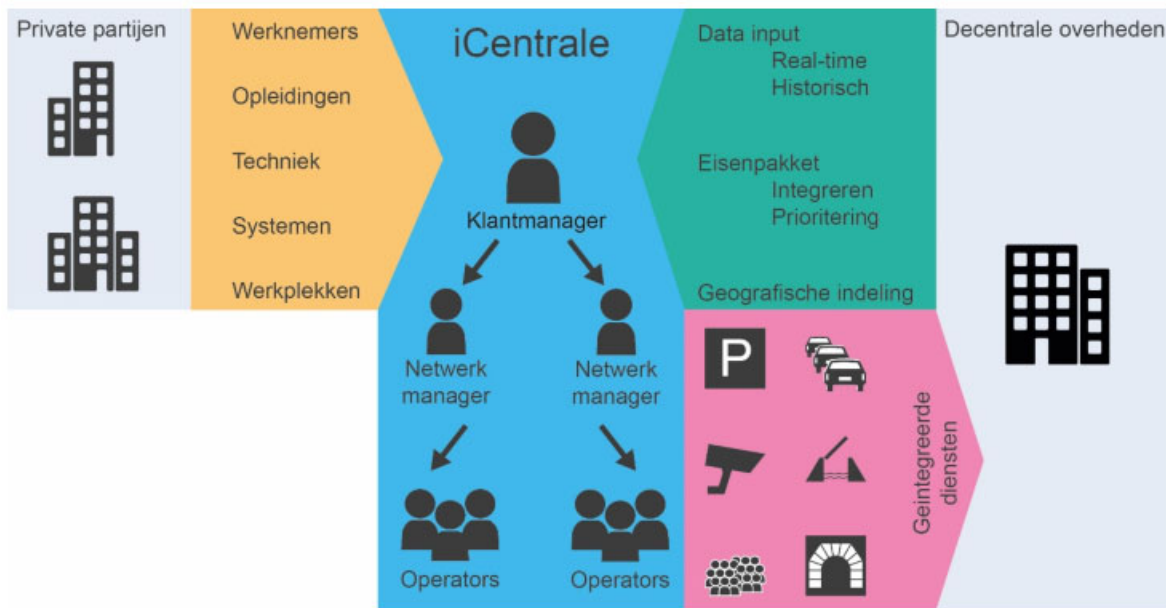 Private partijen
Werknemers
Opleidingen
Techniek
Systemen
Werkplekken
iCentrale
Klantmanager
Netwerk
manager
Netwerk
manager
Operators
Operators
Data input
Real-time
Historisch
Eisenpakket
Integreren
Prioritering
Geografische indeling
P
Geintegreerde
diensten
Decentrale overheden